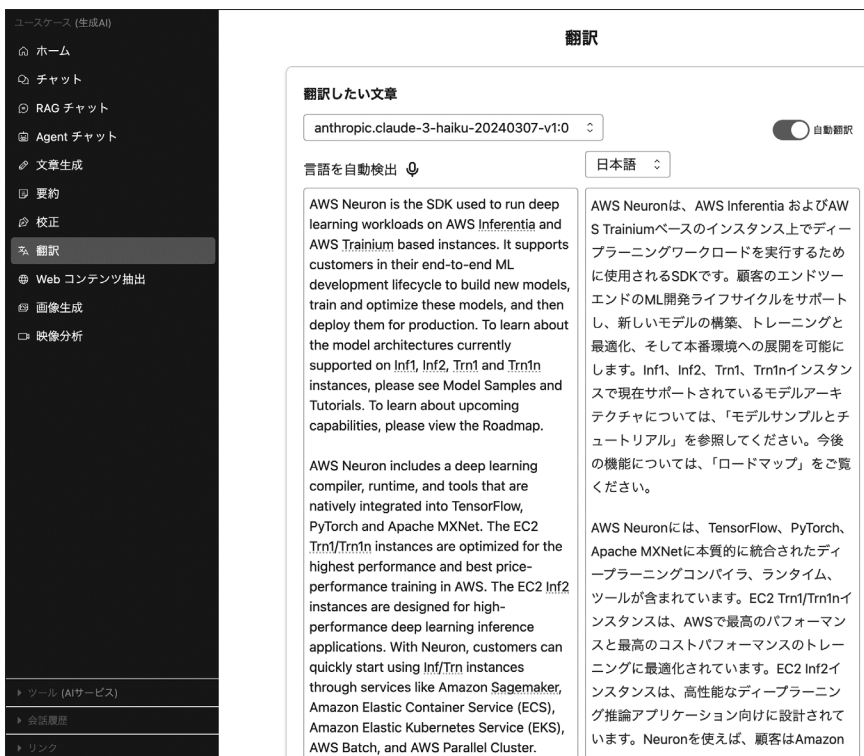 ユースケース (生成AI)
ホーム
チャット
RAG チャット
Agent チャット
文章生成
要約
校正
翻訳
Web コンテンツ抽出
画像生成
映像分析
ツール (AIサービス)
会話履歴
リンク
翻訳
翻訳したい文章
anthropic.claude-3-haiku-20240307-v1:0
自動翻訳
言語を自動検出
日本語
AWS Neuron is the SDK used to run deep
learning workloads on AWS Inferentia and
AWS Trainium based instances. It supports
customers in their end-to-end ML
development lifecycle to build new models,
train and optimize these models, and then
deploy them for production. To learn about
the model architectures currently
supported on Inf1, Inf2, Trn1 and Trn1n
instances, please see Model Samples and
Tutorials. To learn about upcoming
capabilities, please view the Roadmap.
AWS Neuron includes a deep learning
compiler, runtime, and tools that are
natively integrated into TensorFlow,
PyTorch and Apache MXNet. The EC2
Trn1/Trn1n instances are optimized for the
highest performance and best price-
performance training in AWS. The EC2 Inf2
instances are designed for high-
performance deep learning inference
applications. With Neuron, customers can
quickly start using Inf/Trn instances
through services like Amazon Sagemaker,
Amazon Elastic Container Service (ECS),
Amazon Elastic Kubernetes Service (EKS),
AWS Batch, and AWS Parallel Cluster.
AWS Neuronは、AWS Inferentia およびAW
S Trainiumベースのインスタンス上でディー
プラーニングワークロードを実行するため
に使用されるSDKです。顧客のエンドツー
エンドのML開発ライフサイクルをサポート
し、新しいモデルの構築、トレーニングと
最適化、そして本番環境への展開を可能に
します。Inf1、Inf2、Trn1、Trn1nインスタン
スで現在サポートされているモデルアーキ
テクチャについては、「モデルサンプルとチ
ュートリアル」を参照してください。今後
の機能については、「ロードマップ」をご覧
ください。
AWS Neuronには、TensorFlow、PyTorch、
Apache MXNetに本質的に統合されたディ
ープラーニングコンパイラ、ランタイム、
ツールが含まれています。EC2 Trn1/Trn1nイ
ンスタンスは、AWSで最高のパフォーマン
スと最高のコストパフォーマンスのトレー
ニングに最適化されています。EC2 Inf2イ
ンスタンスは、高性能なディープラーニン
グ推論アプリケーション向けに設計されて
います。Neuronを使えば、顧客はAmazon